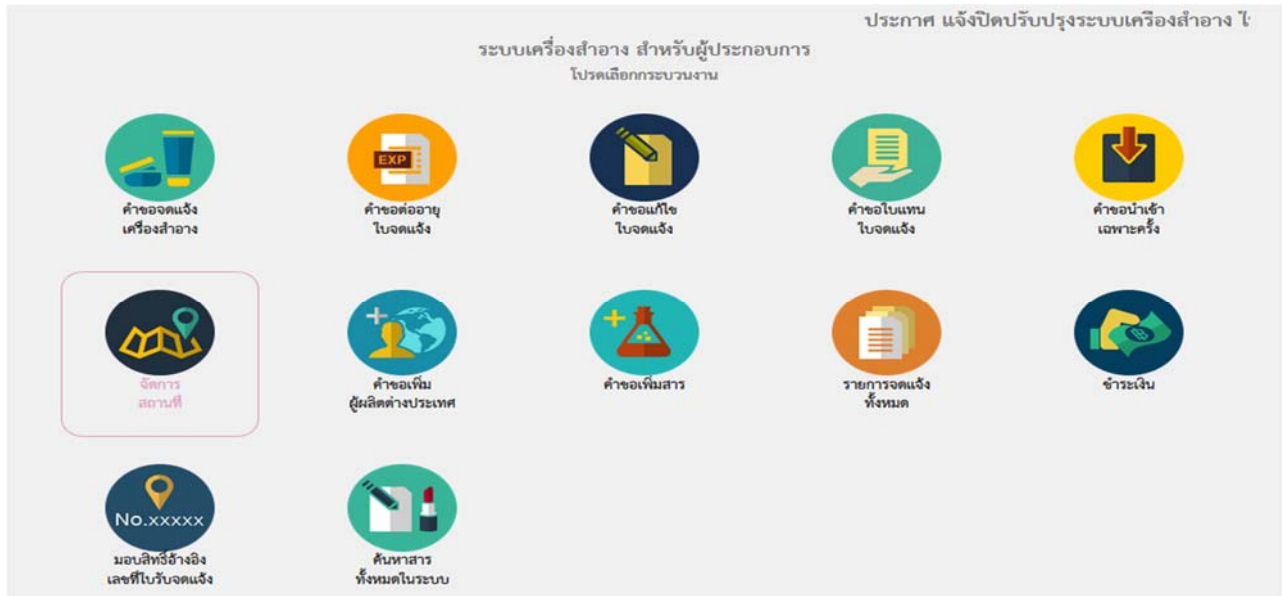 ประกาศ แจ้งปิดปรับปรุงระบบเครื่องสำอาง
ระบบเครื่องสำอาง สำหรับผู้ประกอบการ
โปรดเลือกกระบวนงาน
คำขอจดแจ้ง
เครื่องสำอาง
EXP
คำขอต่ออายุ
ใบจดแจ้ง
คำขอแก้ไข
ใบจดแจ้ง
คำขอใบแทน
ใบจดแจ้ง
คำขอนำเข้า
เฉพาะครั้ง
จัดการ
สถานที่
คำขอเพิ่ม
ผู้ผลิตต่างประเทศ
คำขอเพิ่มสาร
รายการจดแจ้ง
ทั้งหมด
฿
ชำระเงิน
No.xxxxx
มอบสิทธิ์อ้างอิง
เลขที่ใบรับจดแจ้ง
ค้นหาสาร
ทั้งหมดในระบบ